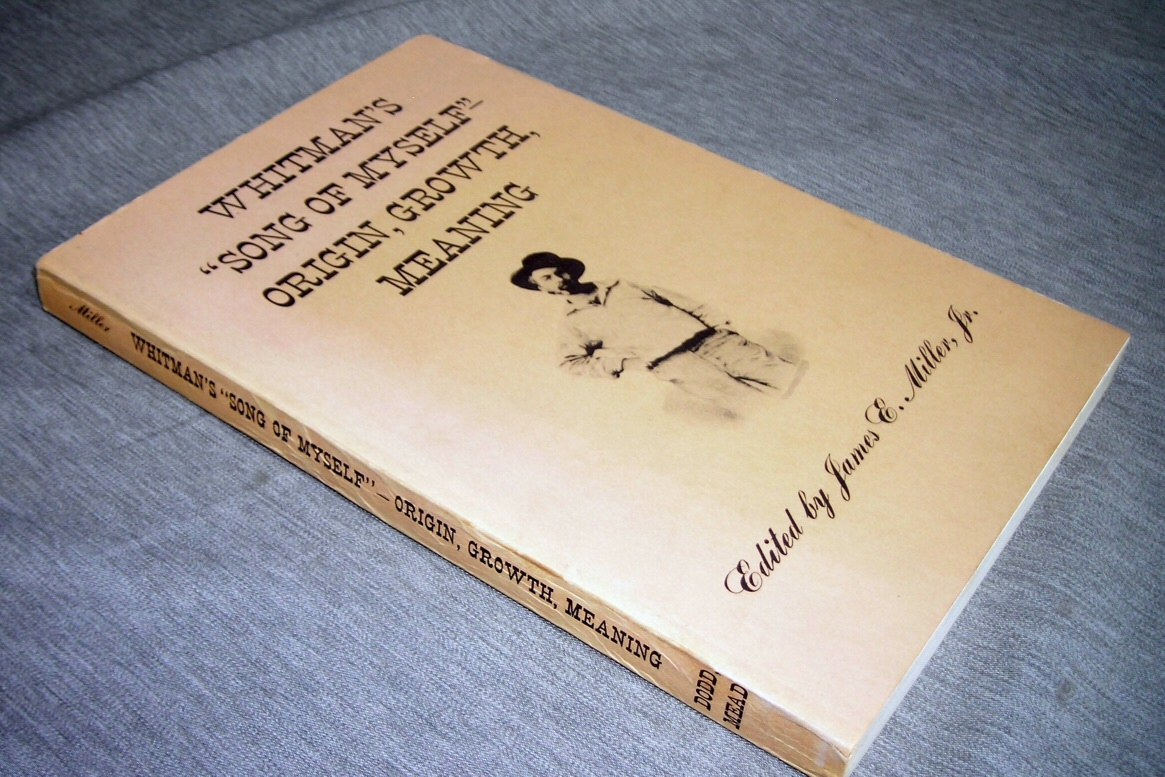 WHITMAN'S
"SONG OF MYSELF"–
ORIGIN, GROWTH,
MEANING
Edited by James E. Miller, Jr.
Miller WHITMAN'S "SONG OF MYSELF" – ORIGIN, GROWTH, MEANING
DODD,
MEAD